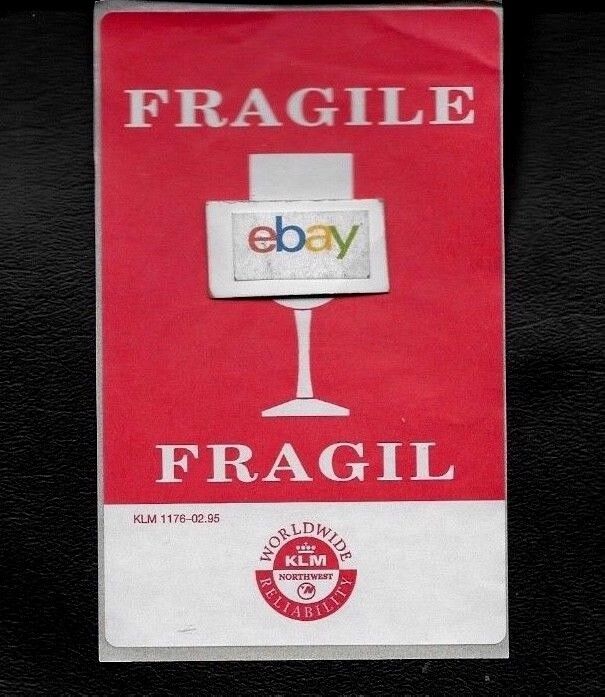 FRAGILE
ebay
FRAGIL
KLM 1176-02.95
WORLDWIDE
KLM
NORTHWEST
RELIABILITY